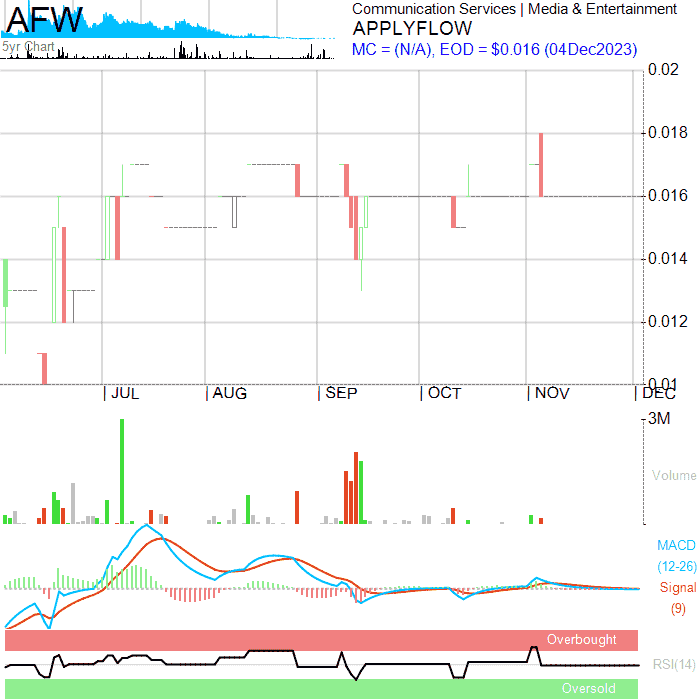 AFW
5yr Chart
Communication Services | Media & Entertainment
APPLYFLOW
MC = (N/A), EOD = $0.016 (04Dec2023)
0.02
0.018
0.016
0.014
0.012
0.01
JUL
AUG
SEP
OCT
NOV
DEC
3M
Volume
MACD
(12-26)
Signal
(9)
Overbought
RSI(14)
Oversold